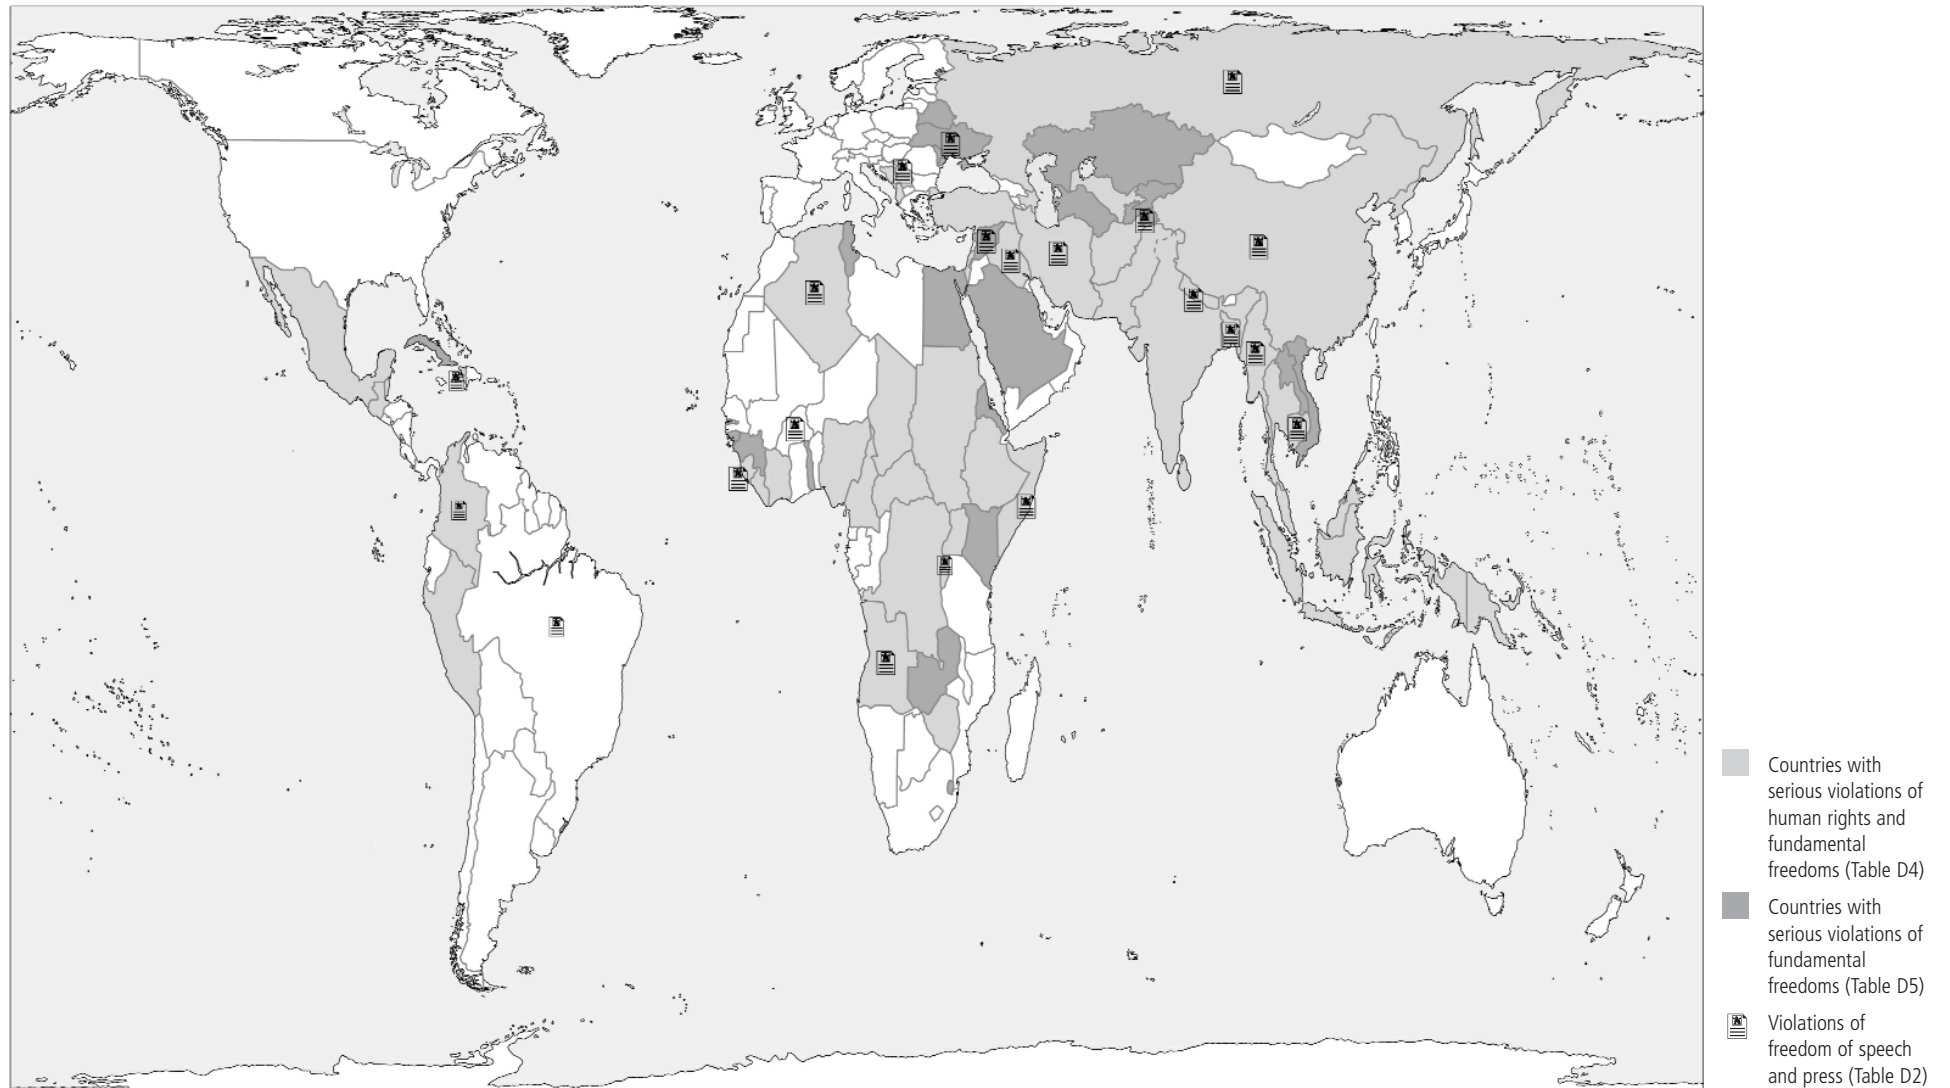 Countries with
serious violations of
human rights and
fundamental
freedoms (Table D4)
Countries with
serious violations of
fundamental
freedoms (Table D5)
Violations of
freedom of speech
and press (Table D2)